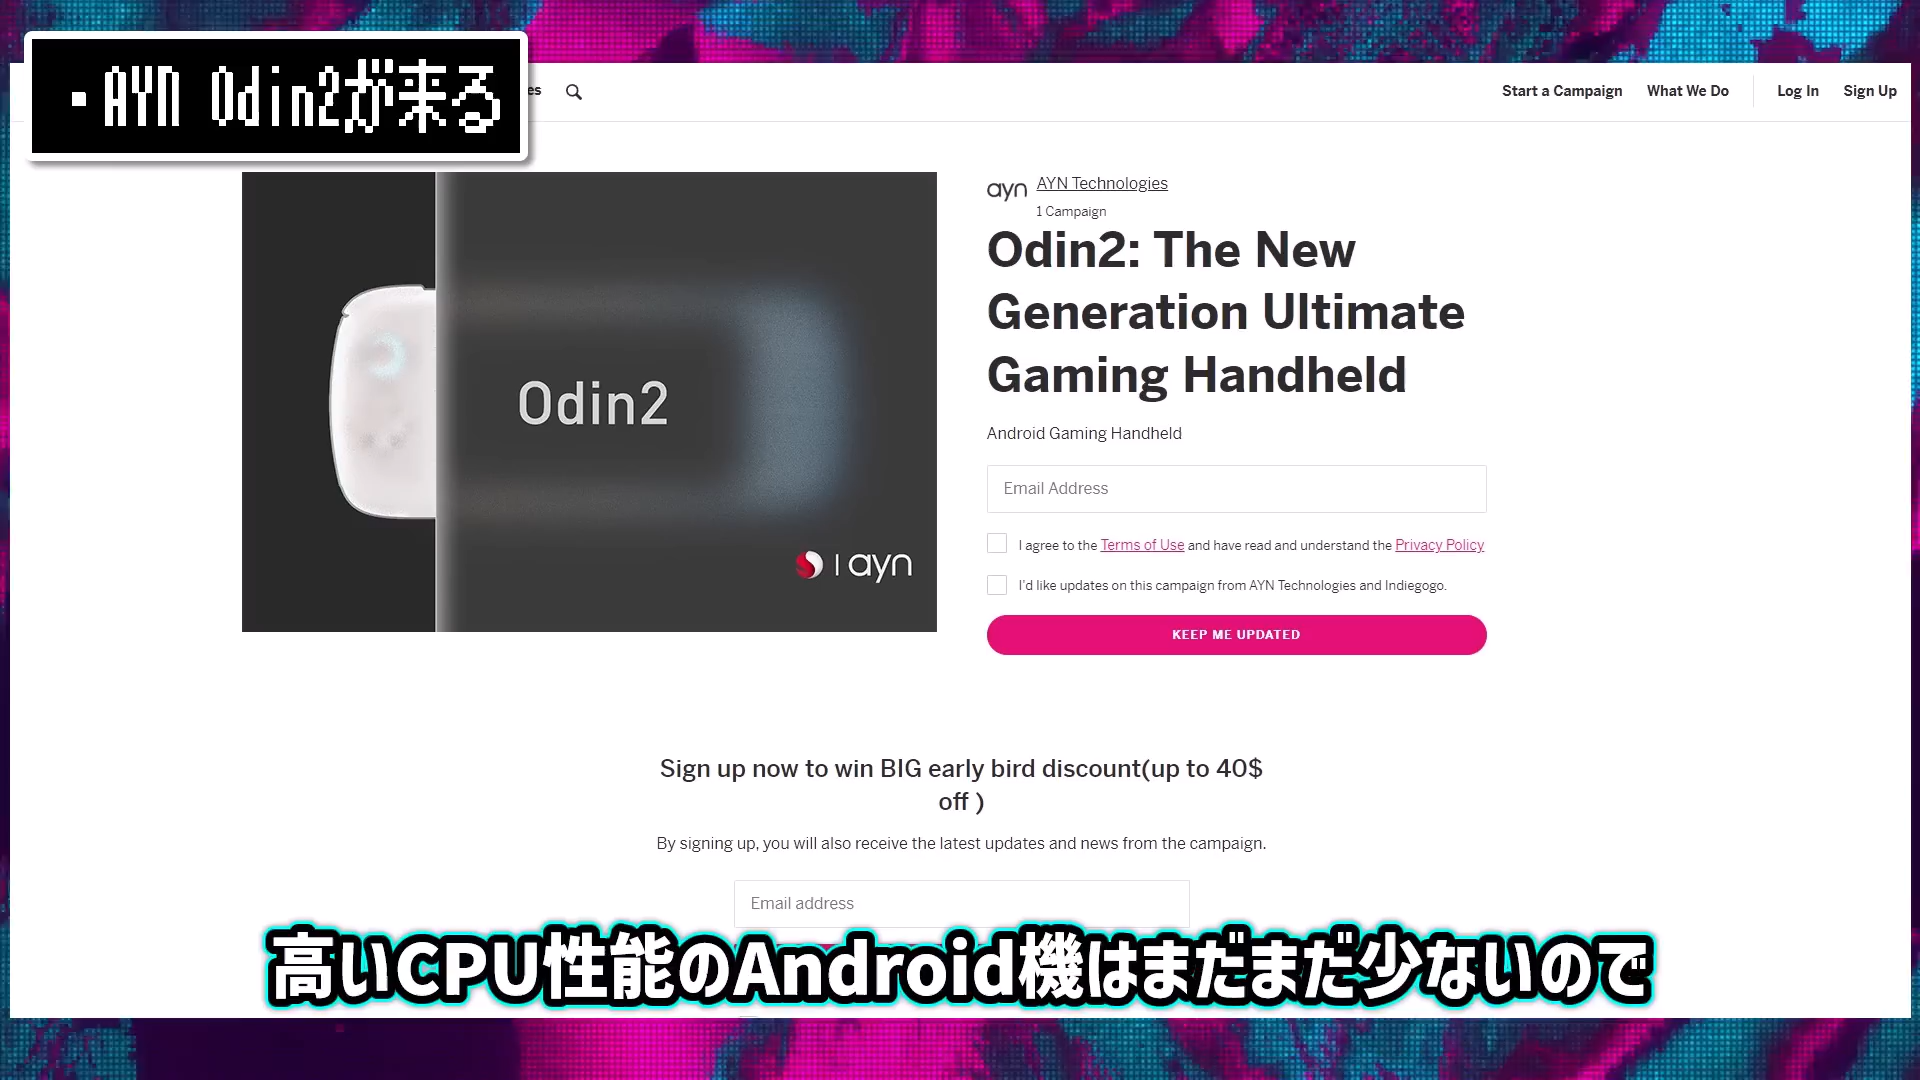 ・AYN Odin2が来る
es
Start a Campaign
What We Do
Log In
Sign Up
Odin2
ayn
ayn
AYN Technologies
1 Campaign
Odin2: The New
Generation Ultimate
Gaming Handheld
Android Gaming Handheld
Email Address
I agree to the Terms of Use and have read and understand the Privacy Policy
I'd like updates on this campaign from AYN Technologies and Indiegogo.
KEEP ME UPDATED
Sign up now to win BIG early bird discount(up to 40$
off )
By signing up, you will also receive the latest updates and news from the campaign.
Email address
高いCPU性能のAndroid機はまだまだ少ないので